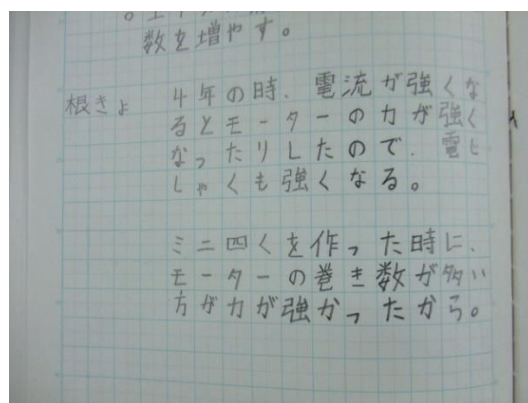 数を増やす。
根きょ 4年の時、電流が強くな
るとモーターの力が強く
なったりしたので、電じ
しゃくも強くなる。
ミニ四くを作った時に、
モーターの巻き数が多い
方が力が強かったから。